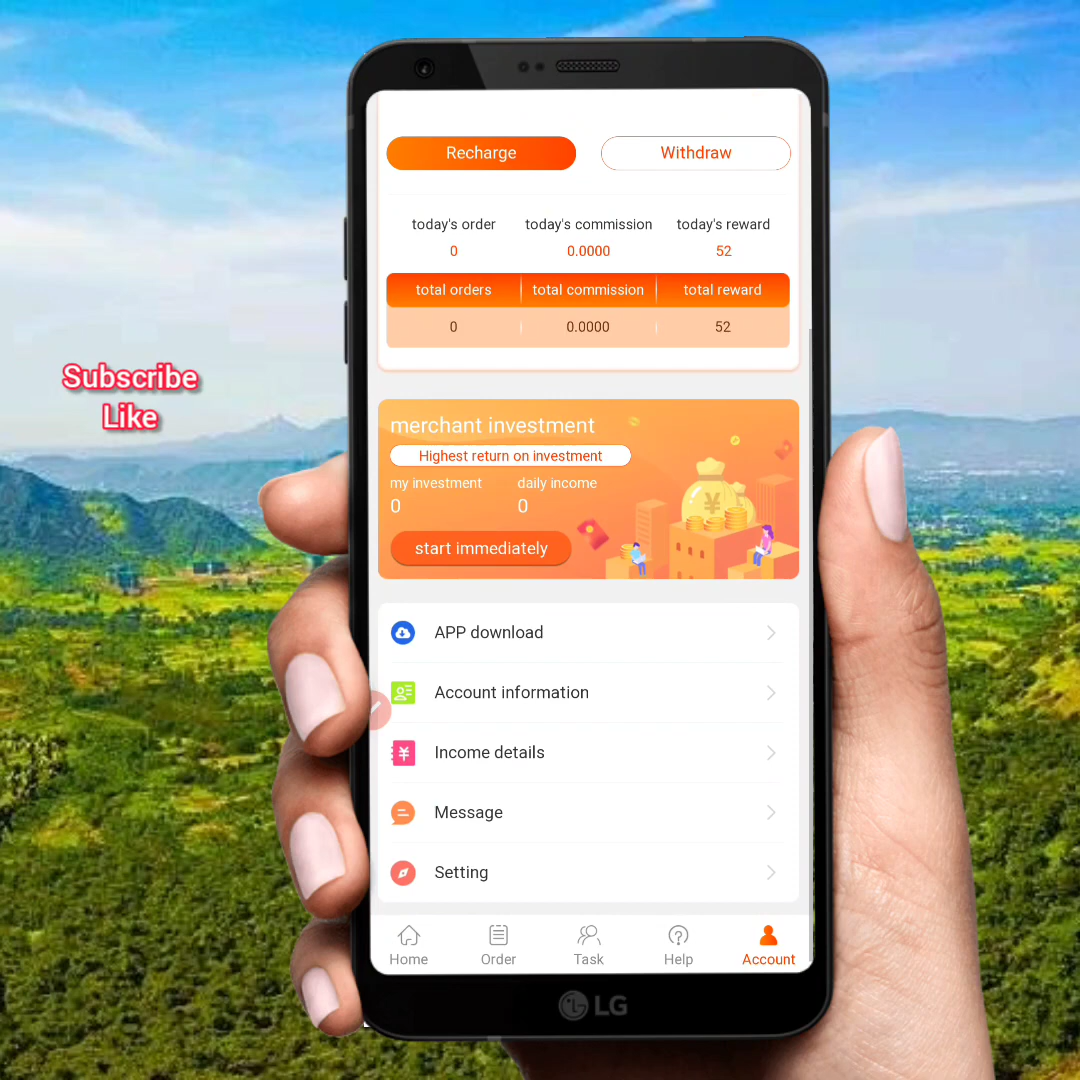 Recharge
Withdraw
today's order
today's commission
today's reward
0
0.0000
52
total orders
total commission
total reward
0
0.0000
52
Subscribe
Like
merchant investment
Highest return on investment
my investment
daily income
0
0
start immediately
APP download
Account information
Income details
Message
Setting
Home
Order
Task
Help
Account
LG